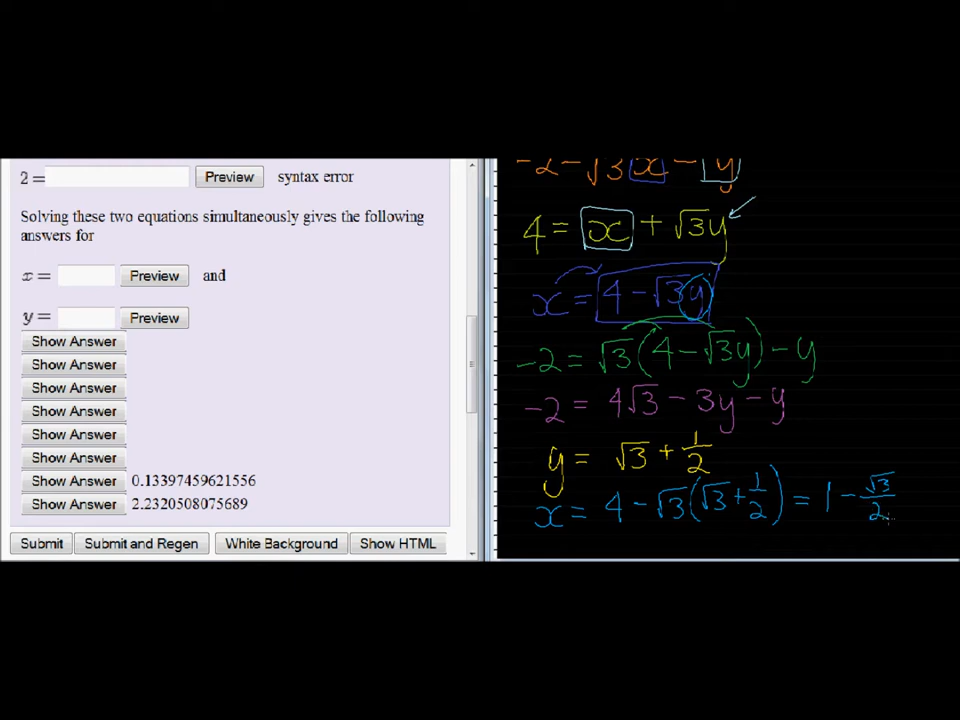 2 = Preview syntax error
Solving these two equations simultaneously gives the following
answers for
x = Preview and
y = Preview
Show Answer
Show Answer
Show Answer
Show Answer
Show Answer
Show Answer
Show Answer 0.13397459621556
Show Answer 2.2320508075689
Submit Submit and Regen White Background Show HTML
-2 - √3 x - y
4 = x + √3y
x = 4 - √3y
-2 = √3(4 - √3y) - y
-2 = 4√3 - 3y - y
y = √3 + 1/2
x = 4 - √3(√3 + 1/2) = 1 - √3/2